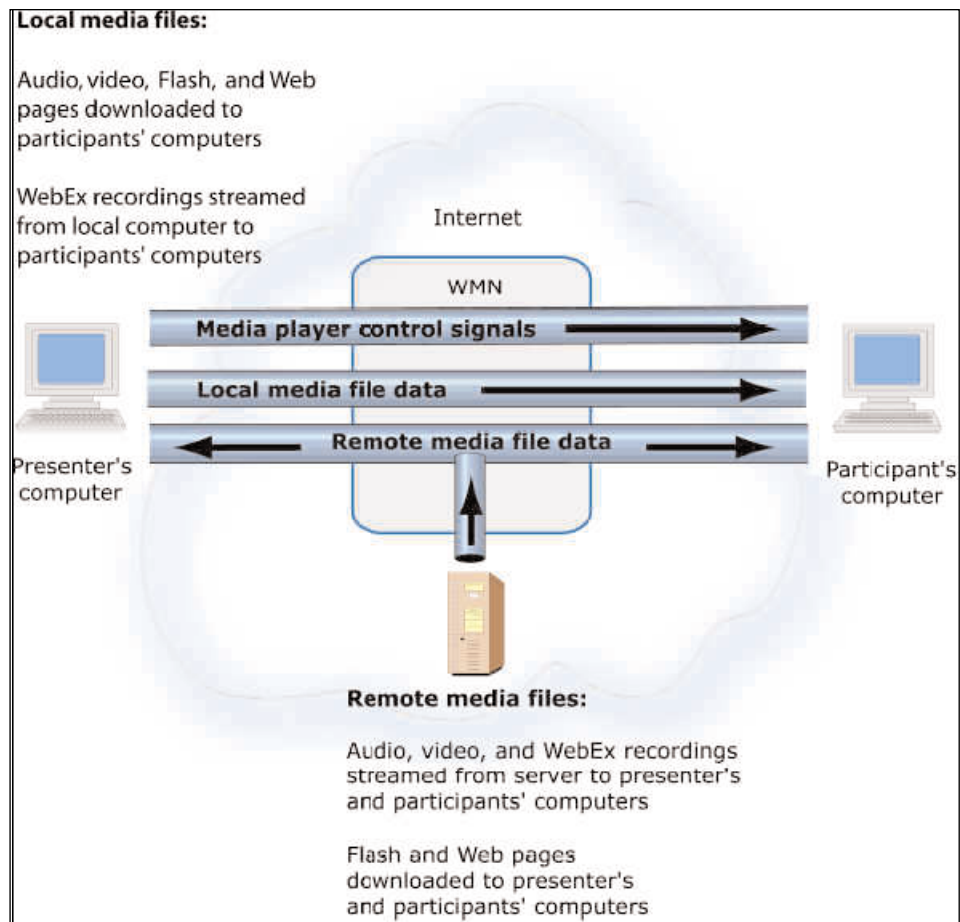 Local media files:
Audio, video, Flash, and Web
pages downloaded to
participants' computers
WebEx recordings streamed
from local computer to
participants' computers
Internet
WMN
Media player control signals
Local media file data
Remote media file data
Presenter's
computer
Participant's
computer
Remote media files:
Audio, video, and WebEx recordings
streamed from server to presenter's
and participants' computers
Flash and Web pages
downloaded to presenter's
and participants' computers